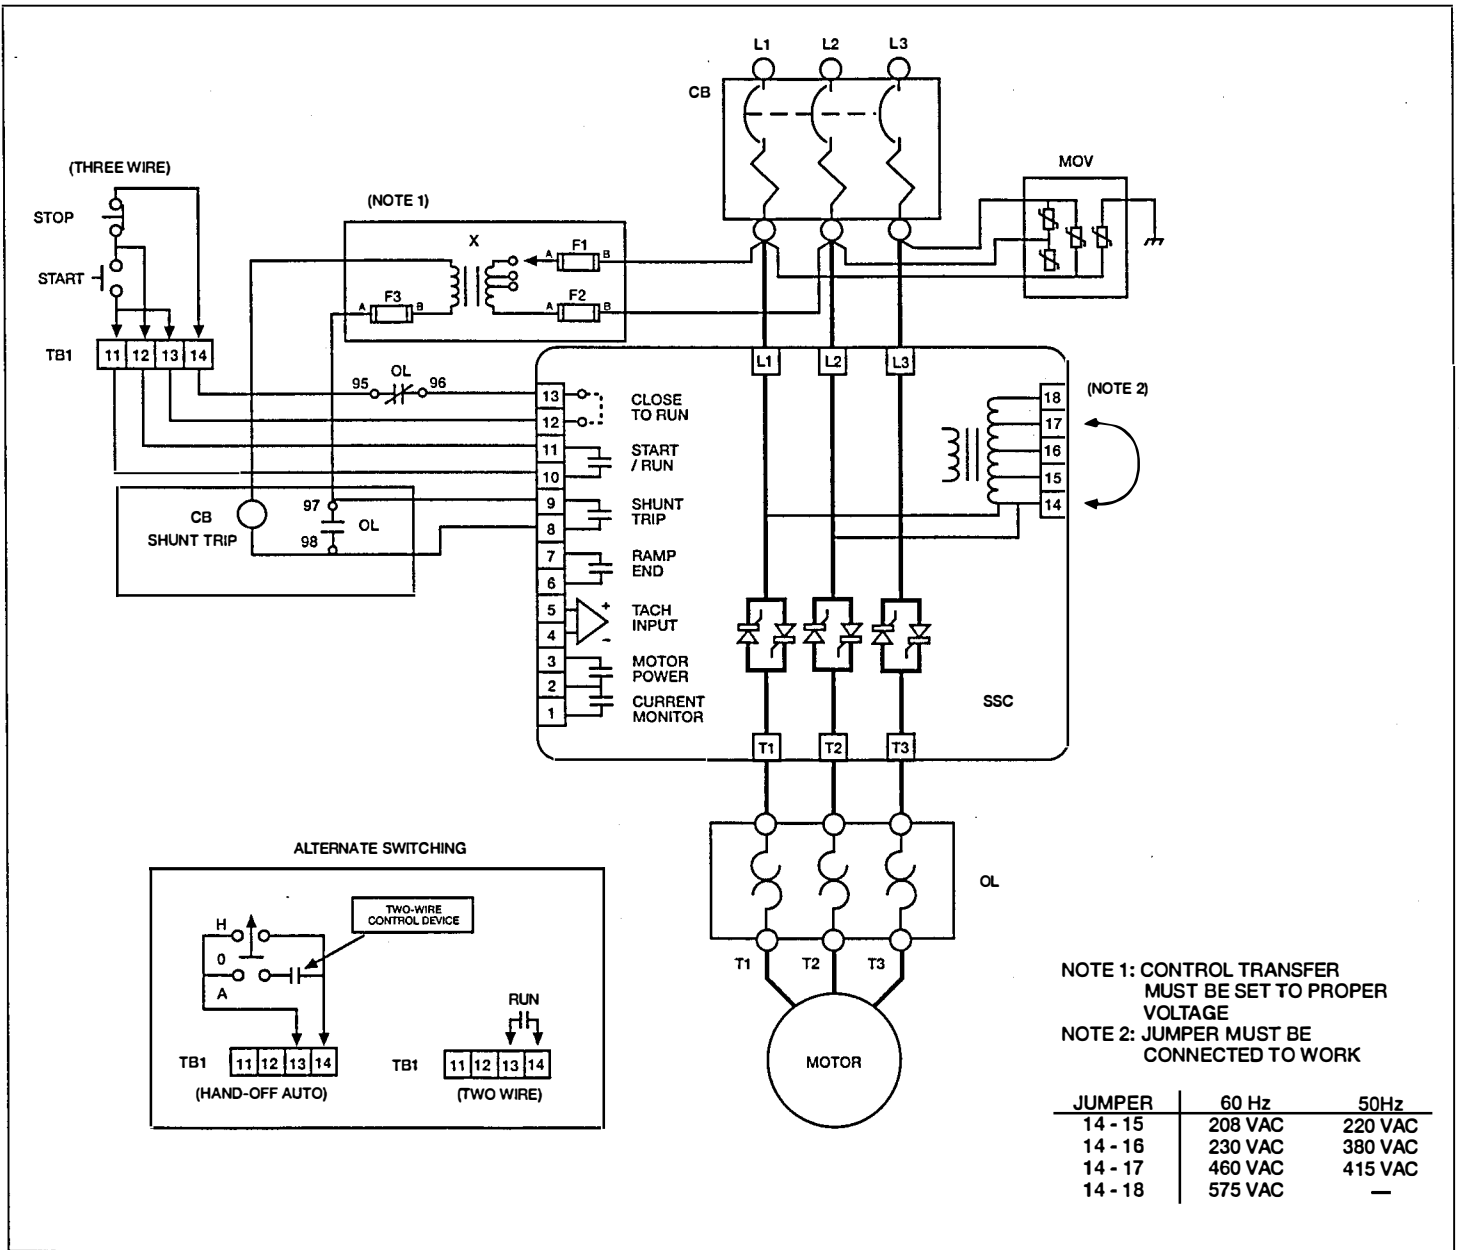 L1 L2 L3
CB
(THREE WIRE)
MOV
STOP
(NOTE 1)
X
A F1 B
START
F3
A B
A F2 B
TB1 11 12 13 14
L1 L2 L3
OL
95 96
13
12
CLOSE
TO RUN
18
17
16
15
14
(NOTE 2)
11
10
START
/ RUN
97
98
OL
CB
SHUNT TRIP
9
8
SHUNT
TRIP
7
6
RAMP
END
5
4
+
–
TACH
INPUT
3
2
1
MOTOR
POWER
CURRENT
MONITOR
SSC
T1 T2 T3
ALTERNATE SWITCHING
OL
TWO-WIRE
CONTROL DEVICE
H
0
A
RUN
T1 T2 T3
TB1 11 12 13 14
(HAND-OFF AUTO)
TB1 11 12 13 14
(TWO WIRE)
MOTOR
NOTE 1: CONTROL TRANSFER
MUST BE SET TO PROPER
VOLTAGE
NOTE 2: JUMPER MUST BE
CONNECTED TO WORK
JUMPER 60 Hz 50Hz
14 - 15 208 VAC 220 VAC
14 - 16 230 VAC 380 VAC
14 - 17 460 VAC 415 VAC
14 - 18 575 VAC —